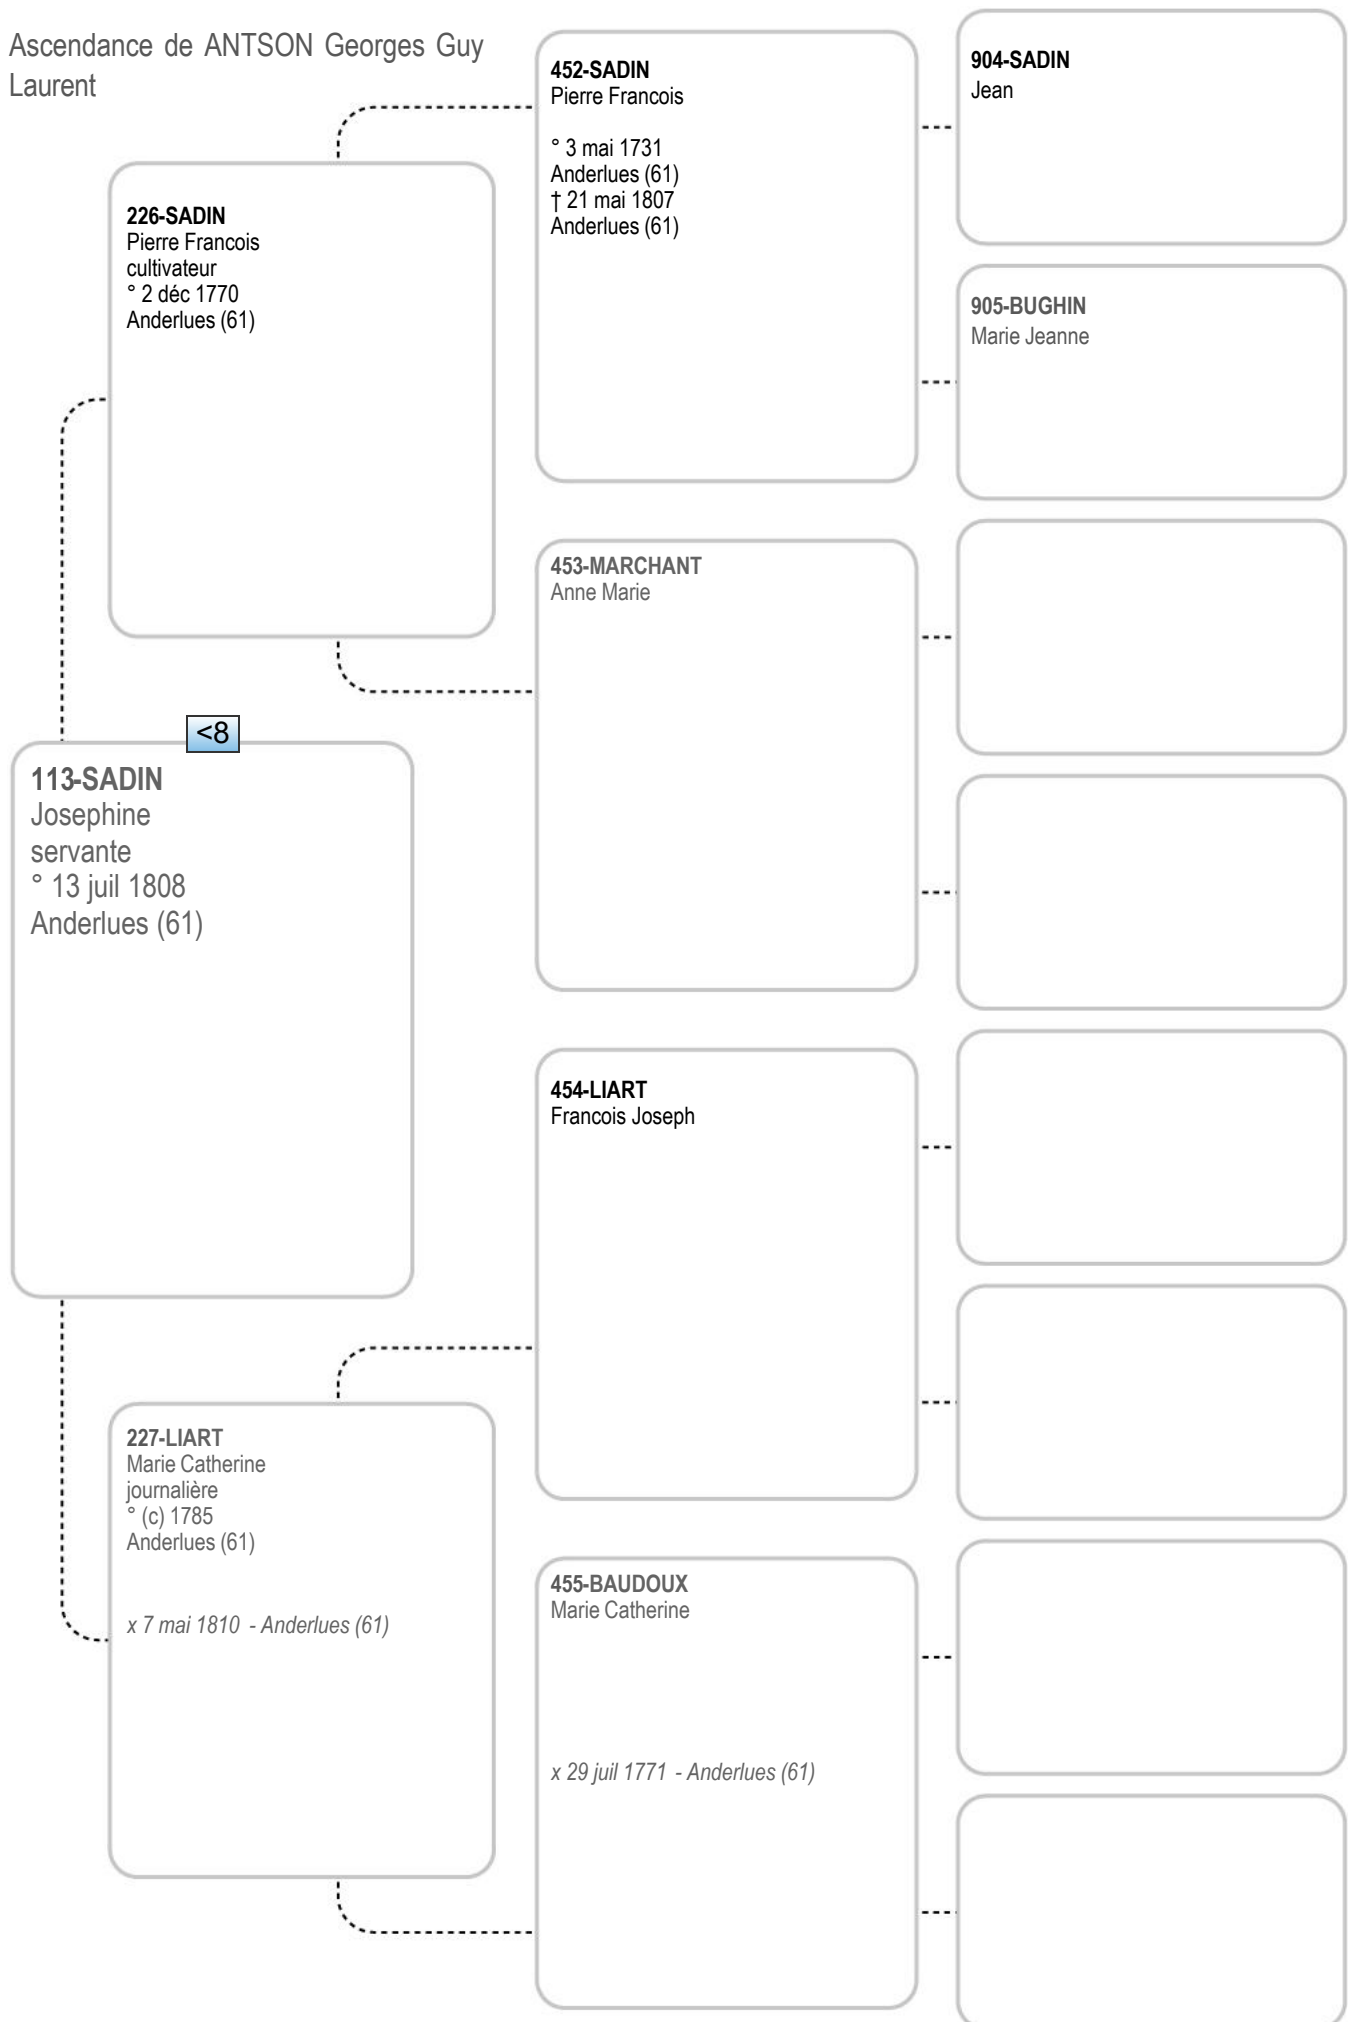 Ascendance de ANTSON Georges Guy
Laurent
452-SADIN
Pierre Francois
° 3 mai 1731
Anderlues (61)
† 21 mai 1807
Anderlues (61)
904-SADIN
Jean
226-SADIN
Pierre Francois
cultivateur
° 2 déc 1770
Anderlues (61)
905-BUGHIN
Marie Jeanne
453-MARCHANT
Anne Marie
<8
113-SADIN
Josephine
servante
° 13 juil 1808
Anderlues (61)
454-LIART
Francois Joseph
227-LIART
Marie Catherine
journalière
° (c) 1785
Anderlues (61)
x 7 mai 1810 - Anderlues (61)
455-BAUDOUX
Marie Catherine
x 29 juil 1771 - Anderlues (61)